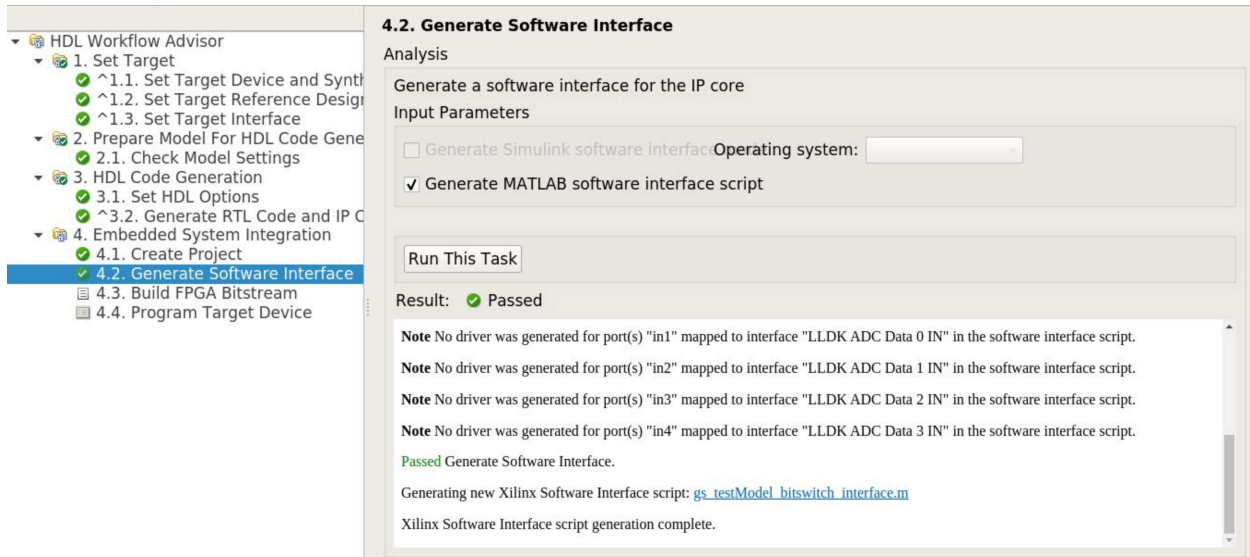 HDL Workflow Advisor
1. Set Target
^1.1. Set Target Device and Synth
^1.2. Set Target Reference Design
^1.3. Set Target Interface
2. Prepare Model For HDL Code Gene
2.1. Check Model Settings
3. HDL Code Generation
3.1. Set HDL Options
^3.2. Generate RTL Code and IP C
4. Embedded System Integration
4.1. Create Project
4.2. Generate Software Interface
4.3. Build FPGA Bitstream
4.4. Program Target Device
4.2. Generate Software Interface
Analysis
Generate a software interface for the IP core
Input Parameters
Generate Simulink software interface Operating system:
Generate MATLAB software interface script
Run This Task
Result: Passed
Note No driver was generated for port(s) "in1" mapped to interface "LLDK ADC Data 0 IN" in the software interface script.
Note No driver was generated for port(s) "in2" mapped to interface "LLDK ADC Data 1 IN" in the software interface script.
Note No driver was generated for port(s) "in3" mapped to interface "LLDK ADC Data 2 IN" in the software interface script.
Note No driver was generated for port(s) "in4" mapped to interface "LLDK ADC Data 3 IN" in the software interface script.
Passed Generate Software Interface.
Generating new Xilinx Software Interface script: gs_testModel_bitswitch_interface.m
Xilinx Software Interface script generation complete.